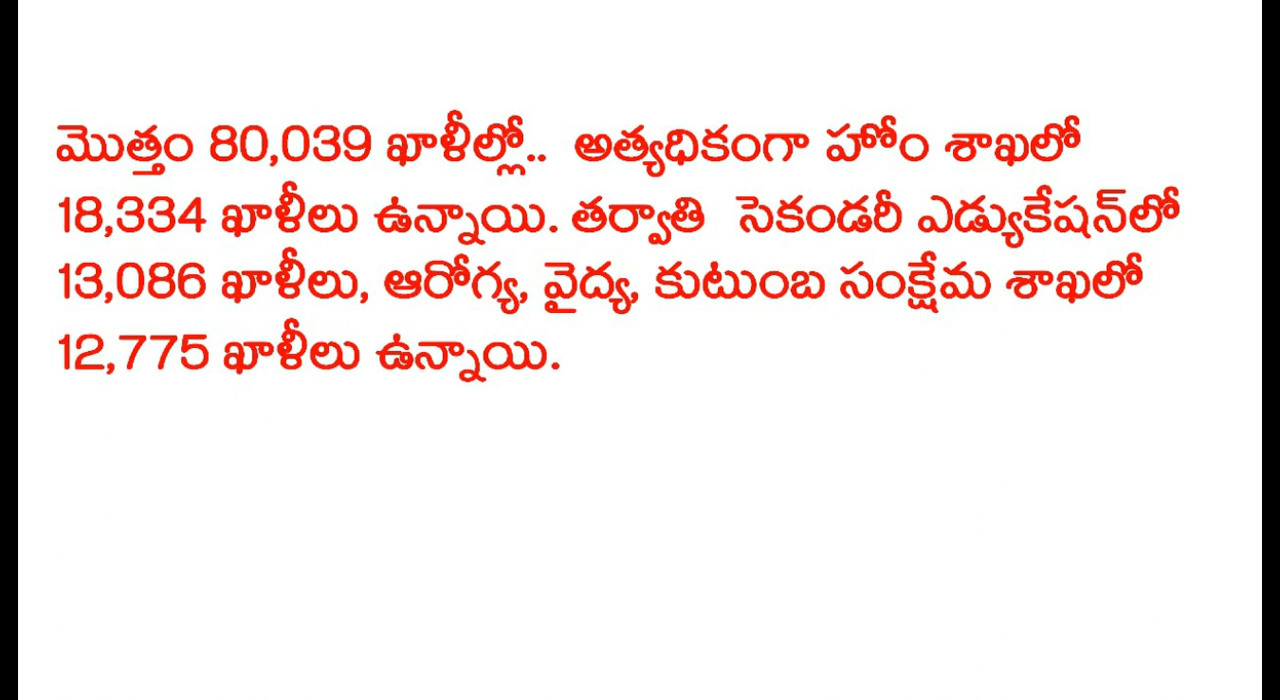 మొత్తం 80,039 ఖాళీల్లో.. అత్యధికంగా హోం శాఖలో
18,334 ఖాళీలు ఉన్నాయి. తర్వాతి సెకండరీ ఎడ్యుకేషన్‌లో
13,086 ఖాళీలు, ఆరోగ్య, వైద్య, కుటుంబ సంక్షేమ శాఖలో
12,775 ఖాళీలు ఉన్నాయి.